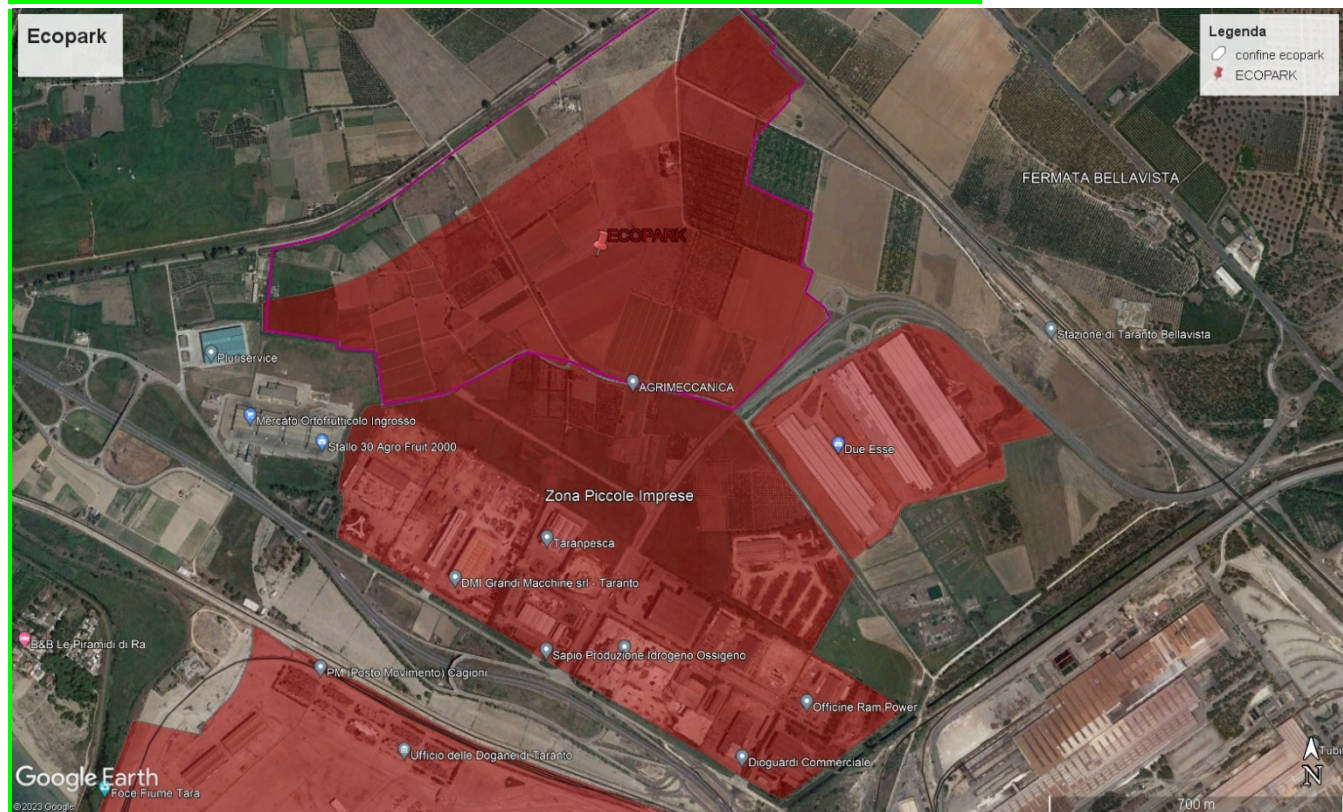 Ecopark
Legenda
confine ecopark
ECOPARK
FERMATA BELLAVISTA
ECOPARK
Stazione di Taranto Bellavista
Pluriservice
AGRIMECCANICA
Mercato Ortofrutticolo Ingrosso
Stallo 30 Agro Fruit 2000
Due Esse
Zona Piccole Imprese
Taranpesca
DMI Grandi Macchine srl - Taranto
B&B Le Piramidi di Ra
Sapio Produzione Idrogeno Ossigeno
PM (Posto Movimento) Cagioni
Officine Ram Power
Ufficio delle Dogane di Taranto
Dioguardi Commerciale
Google Earth
Foce Fiume Tara
N
©2023 Google
700 m